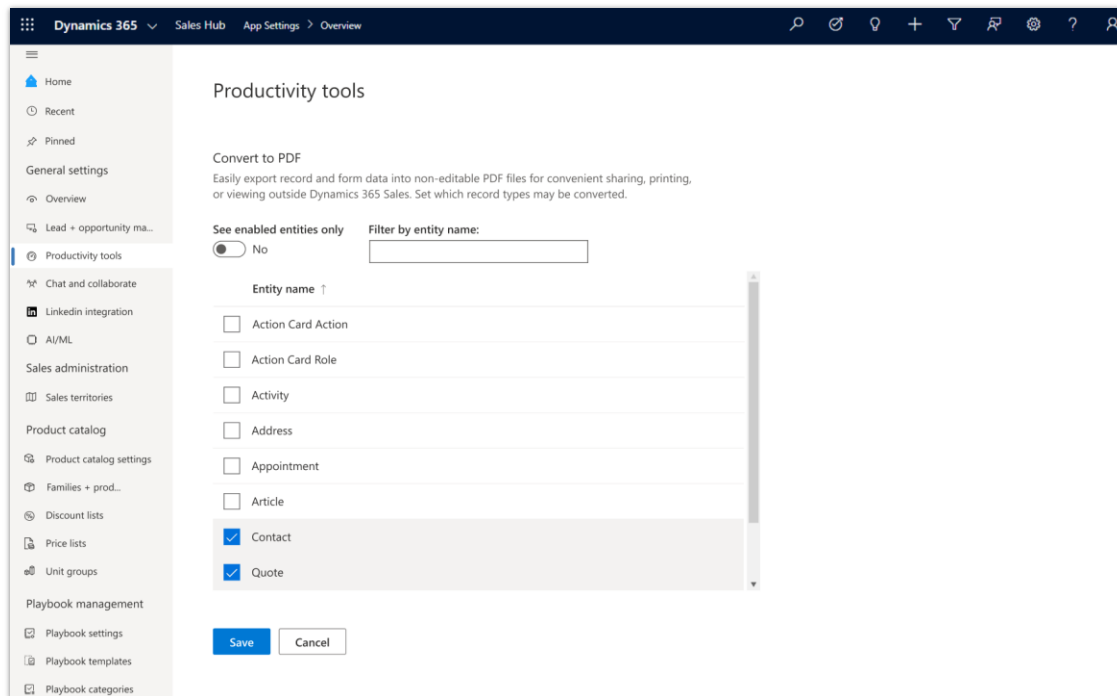 Dynamics 365 Sales Hub App Settings > Overview
Home
Recent
Pinned
General settings
Overview
Lead + opportunity ma...
Productivity tools
Chat and collaborate
Linkedin integration
AI/ML
Sales administration
Sales territories
Product catalog
Product catalog settings
Families + prod...
Discount lists
Price lists
Unit groups
Playbook management
Playbook settings
Playbook templates
Playbook categories
Productivity tools
Convert to PDF
Easily export record and form data into non-editable PDF files for convenient sharing, printing,
or viewing outside Dynamics 365 Sales. Set which record types may be converted.
See enabled entities only
No
Filter by entity name:
Entity name ↑
Action Card Action
Action Card Role
Activity
Address
Appointment
Article
Contact
Quote
Save
Cancel